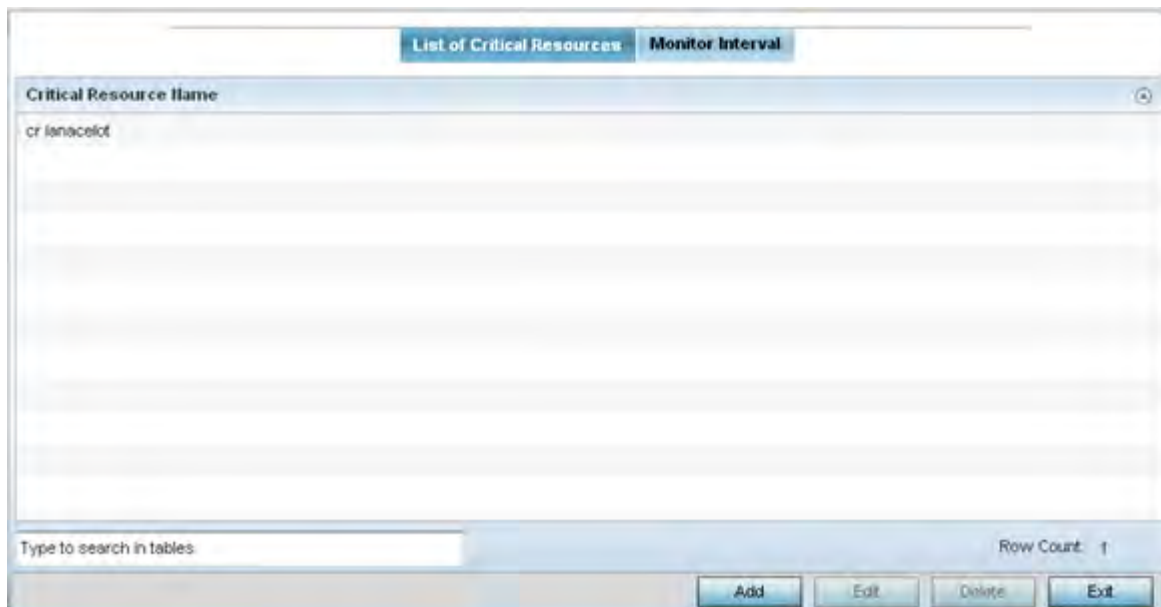 List of Critical Resources Monitor Interval
Critical Resource Name
cr lanacelot
Type to search in tables
Row Count: 1
Add Edit Delete Exit